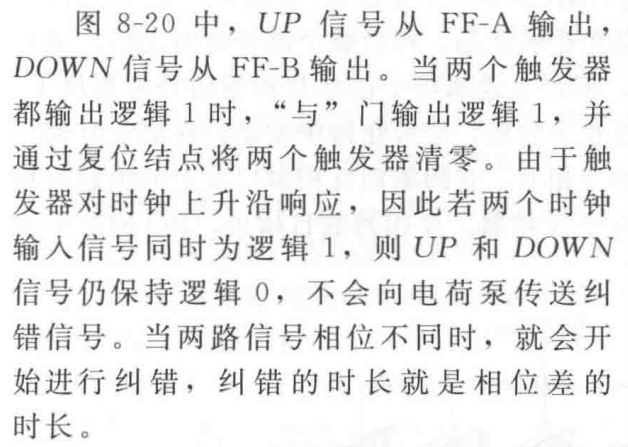 图 8-20 中，UP 信号从 FF-A 输出，
DOWN 信号从 FF-B 输出。当两个触发器
都输出逻辑 1 时，“与”门输出逻辑 1，并
通过复位结点将两个触发器清零。由于触
发器对时钟上升沿响应，因此若两个时钟
输入信号同时为逻辑 1，则 UP 和 DOWN
信号仍保持逻辑 0，不会向电荷泵传送纠
错信号。当两路信号相位不同时，就会开
始进行纠错，纠错的时长就是相位差的
时长。